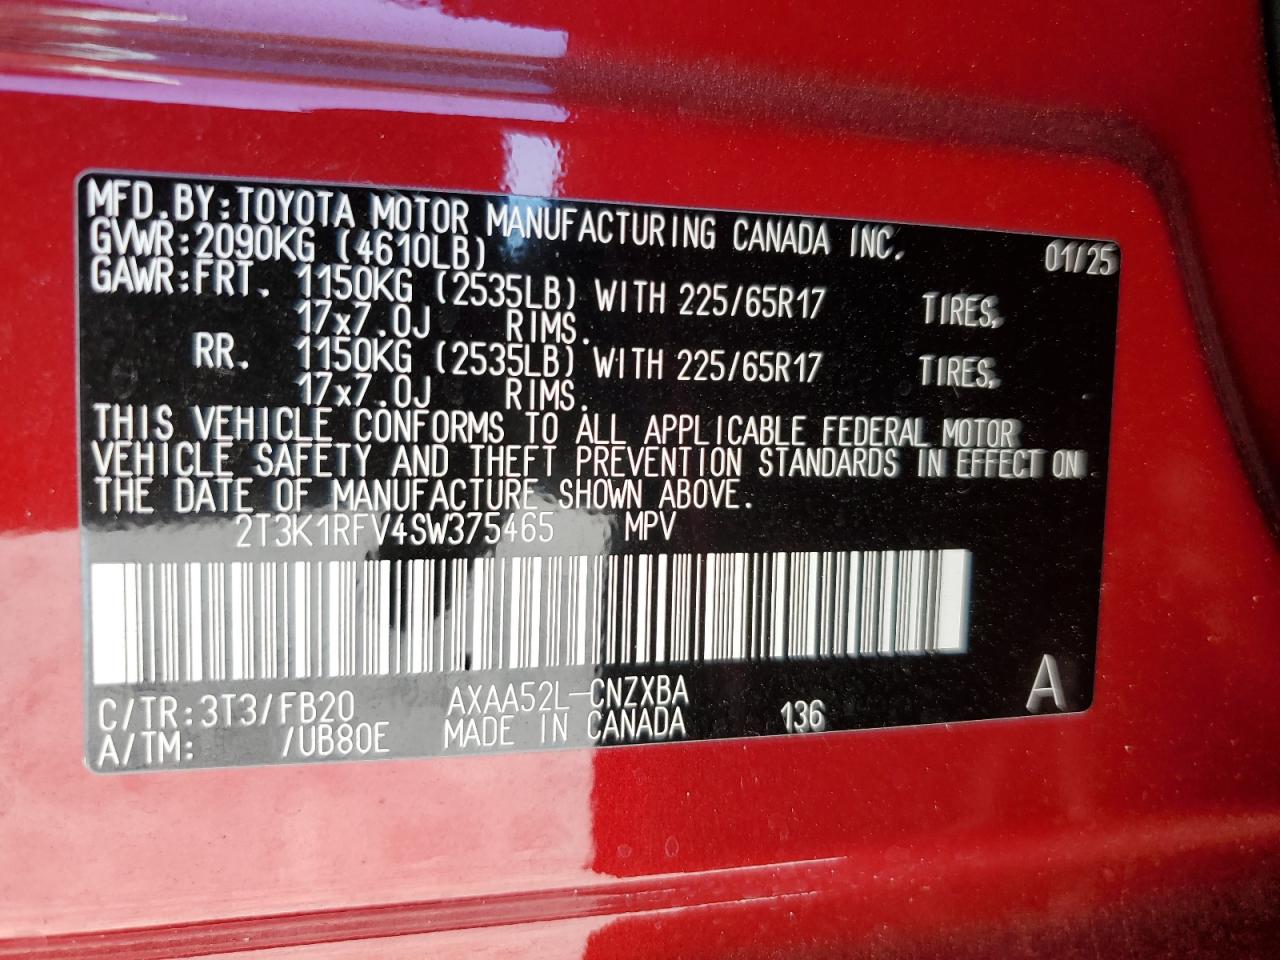 MFD.BY:TOYOTA MOTOR MANUFACTURING CANADA INC. 01/25
GVWR:2090KG (4610LB)
GAWR:FRT. 1150KG (2535LB) WITH 225/65R17 TIRES,
17x7.0J RIMS.
RR. 1150KG (2535LB) WITH 225/65R17 TIRES,
17x7.0J RIMS.
THIS VEHICLE CONFORMS TO ALL APPLICABLE FEDERAL MOTOR
VEHICLE SAFETY AND THEFT PREVENTION STANDARDS IN EFFECT ON
THE DATE OF MANUFACTURE SHOWN ABOVE.
2T3K1RFV4SW375465 MPV
C/TR:3T3/FB20 AXAA52L-CNZXBA 136 A
A/TM: /UB80E MADE IN CANADA